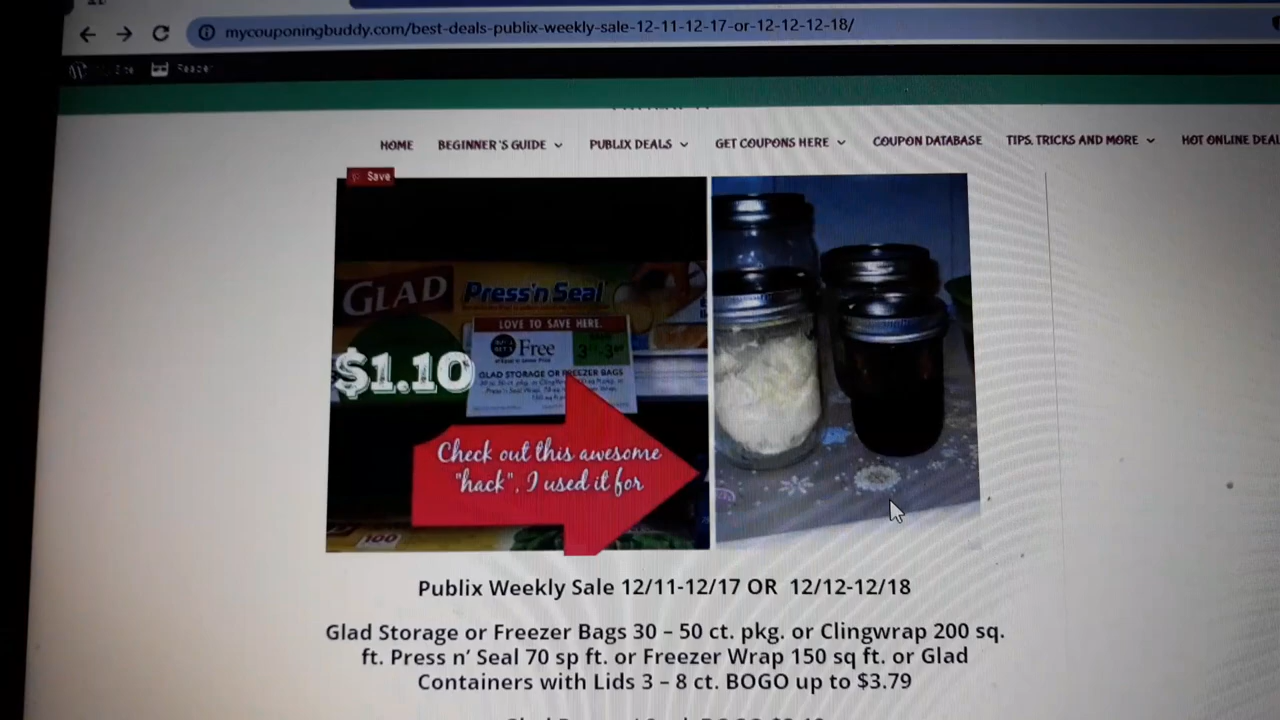 mycouponingbuddy.com/best-deals-publix-weekly-sale-12-11-12-17-or-12-12-12-18/
Reader
HOME BEGINNER'S GUIDE PUBLIX DEALS GET COUPONS HERE COUPON DATABASE TIPS, TRICKS AND MORE HOT ONLINE DEAL
Save
GLAD Press'n Seal
LOVE TO SAVE HERE.
Free
$1.10
GLAD STORAGE OR FREEZER BAGS
Check out this awesome
"hack", I used it for
100
Publix Weekly Sale 12/11-12/17 OR 12/12-12/18
Glad Storage or Freezer Bags 30 – 50 ct. pkg. or Clingwrap 200 sq.
ft. Press n’ Seal 70 sp ft. or Freezer Wrap 150 sq ft. or Glad
Containers with Lids 3 – 8 ct. BOGO up to $3.79